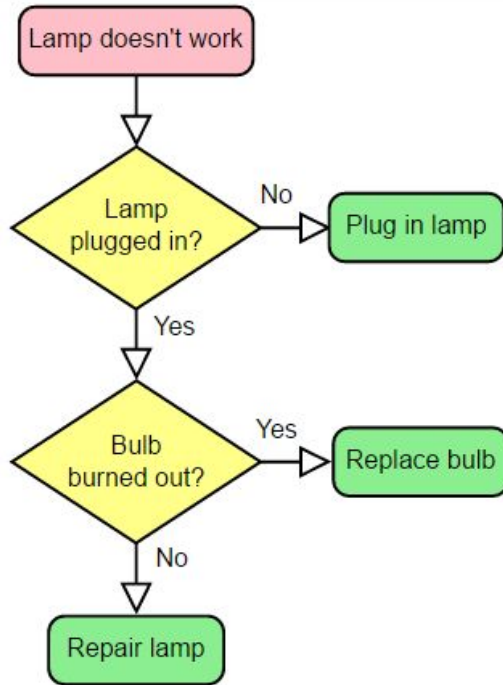 Lamp doesn't work
Lamp
plugged in?
No
Plug in lamp
Yes
Bulb
burned out?
Yes
Replace bulb
No
Repair lamp